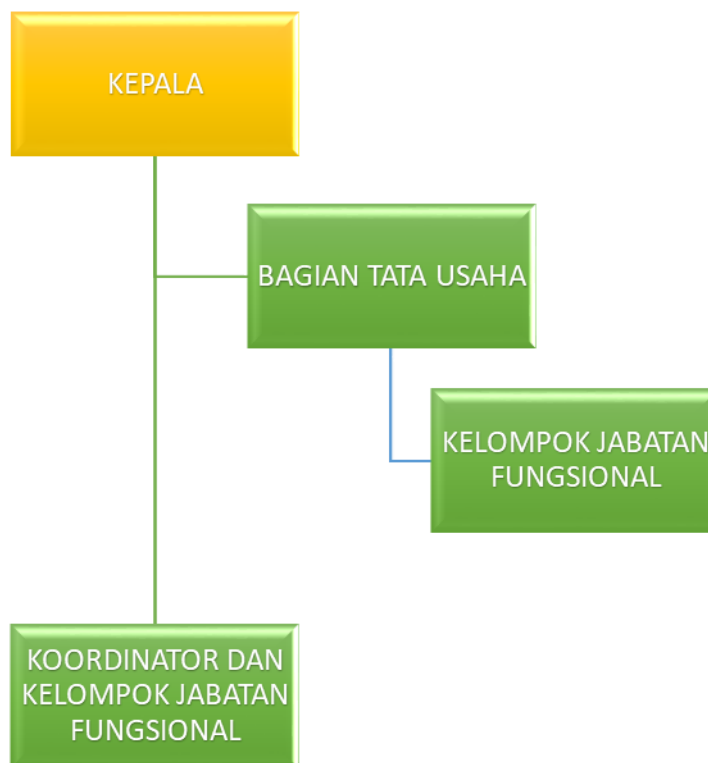 KEPALA
BAGIAN TATA USAHA
KELOMPOK JABATAN
FUNGSIONAL
KOORDINATOR DAN
KELOMPOK JABATAN
FUNGSIONAL